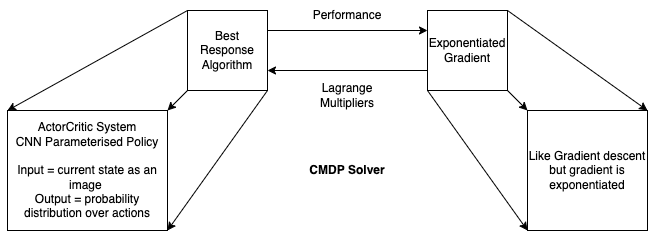 Performance
Best
Response
Algorithm
Exponentiated
Gradient
Lagrange
Multipliers
ActorCritic System
CNN Parameterised Policy
Input = current state as an
image
Output = probability
distribution over actions
CMDP Solver
Like Gradient descent
but gradient is
exponentiated